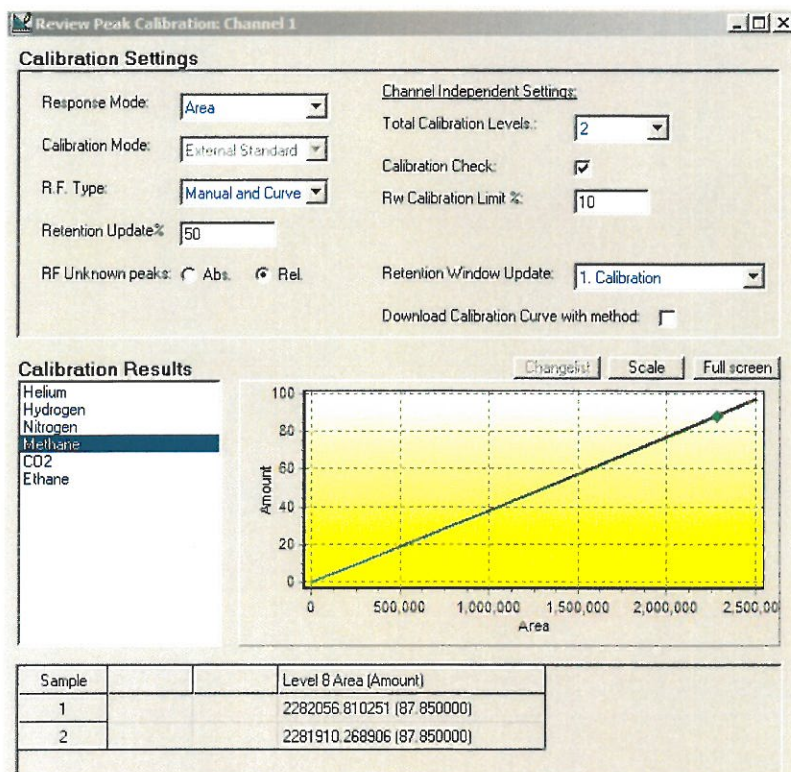 Review Peak Calibration: Channel 1
Calibration Settings
Response Mode: Area
Calibration Mode: External Standard
R.F. Type: Manual and Curve
Retention Update% 50
RF Unknown peaks: Abs. Rel.
Channel Independent Settings:
Total Calibration Levels.: 2
Calibration Check:
Rw Calibration Limit %: 10
Retention Window Update: 1. Calibration
Download Calibration Curve with method:
Calibration Results
Changelist Scale Full screen
Helium
Hydrogen
Nitrogen
Methane
CO2
Ethane
Amount
100
80
60
40
20
0
0 500,000 1,000,000 1,500,000 2,000,000 2,500,00
Area
Sample Level 8 Area (Amount)
1 2282056.810251 (87.850000)
2 2281910.268906 (87.850000)